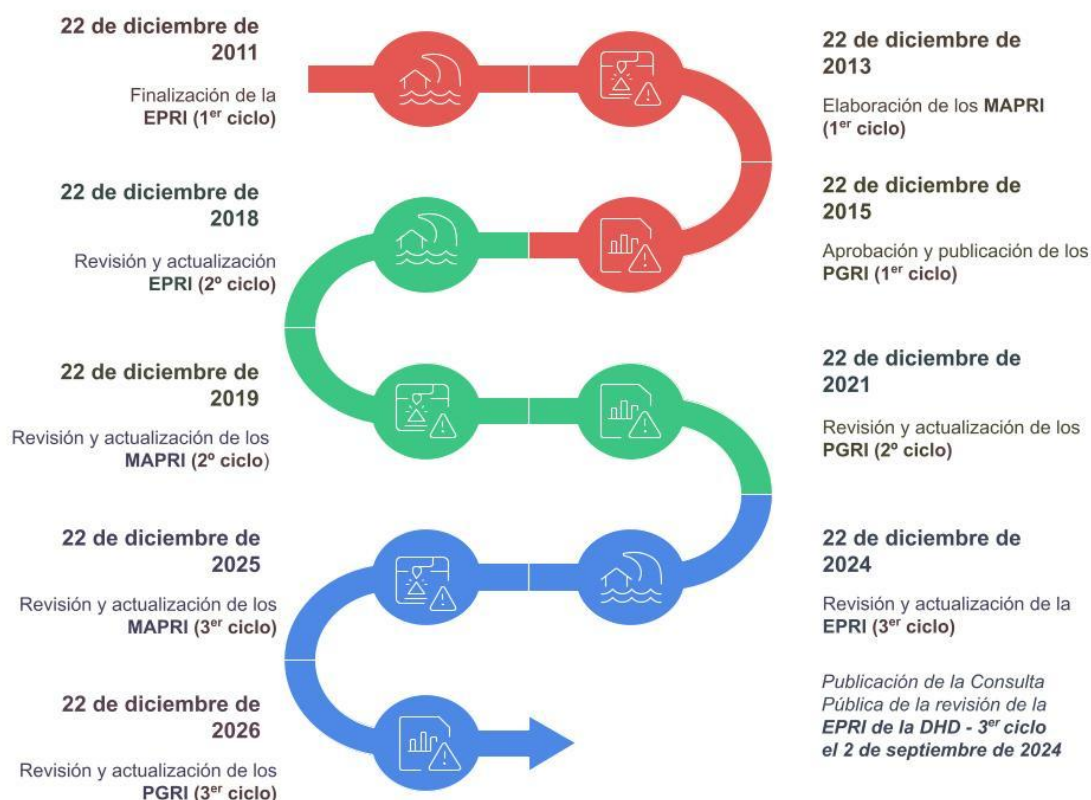 22 de diciembre de
2011
Finalización de la
EPRI (1er ciclo)
22 de diciembre de
2013
Elaboración de los MAPRI
(1er ciclo)
22 de diciembre de
2018
Revisión y actualización
EPRI (2º ciclo)
22 de diciembre de
2015
Aprobación y publicación de los
PGRI (1er ciclo)
22 de diciembre de
2019
Revisión y actualización de los
MAPRI (2º ciclo)
22 de diciembre de
2021
Revisión y actualización de los
PGRI (2º ciclo)
22 de diciembre de
2025
Revisión y actualización de los
MAPRI (3er ciclo)
22 de diciembre de
2024
Revisión y actualización de la
EPRI (3er ciclo)
Publicación de la Consulta
Pública de la revisión de la
EPRI de la DHD - 3er ciclo
el 2 de septiembre de 2024
22 de diciembre de
2026
Revisión y actualización de los
PGRI (3er ciclo)